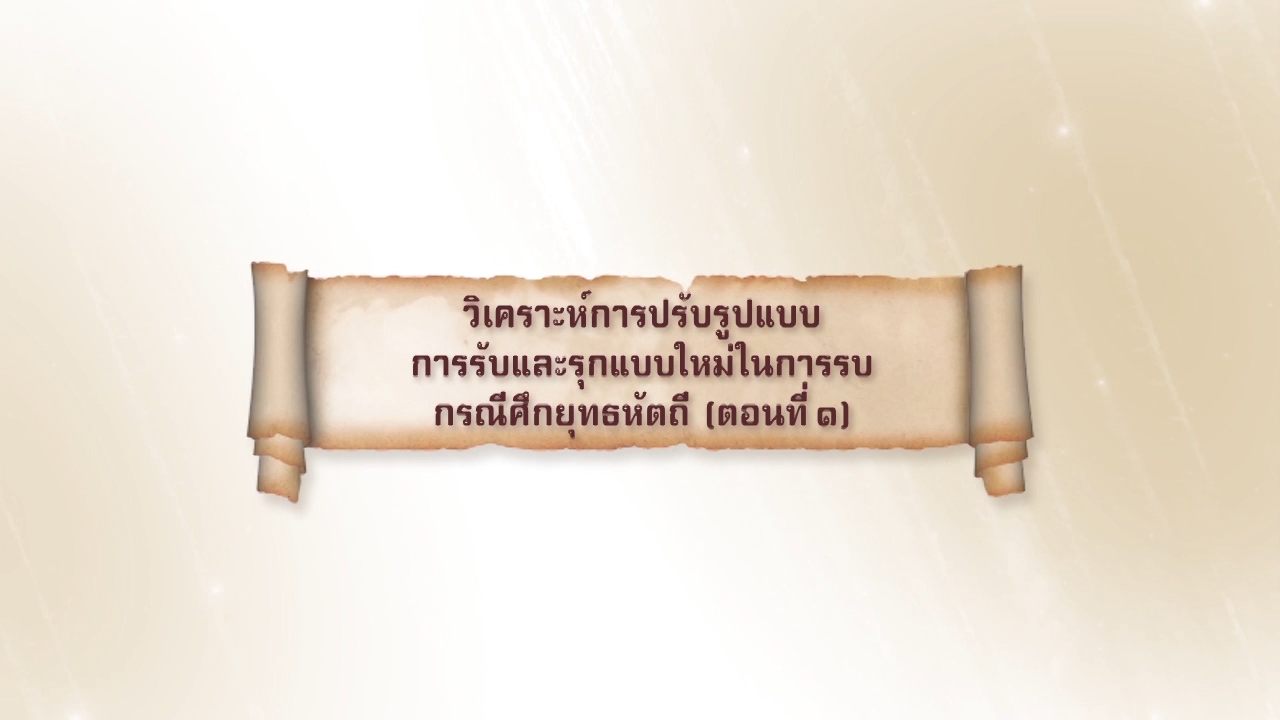 วิเคราะห์การปรับรูปแบบ
การรับและรุกแบบใหม่ในการรบ
กรณีศึกยุทธหัตถี (ตอนที่ ๑)